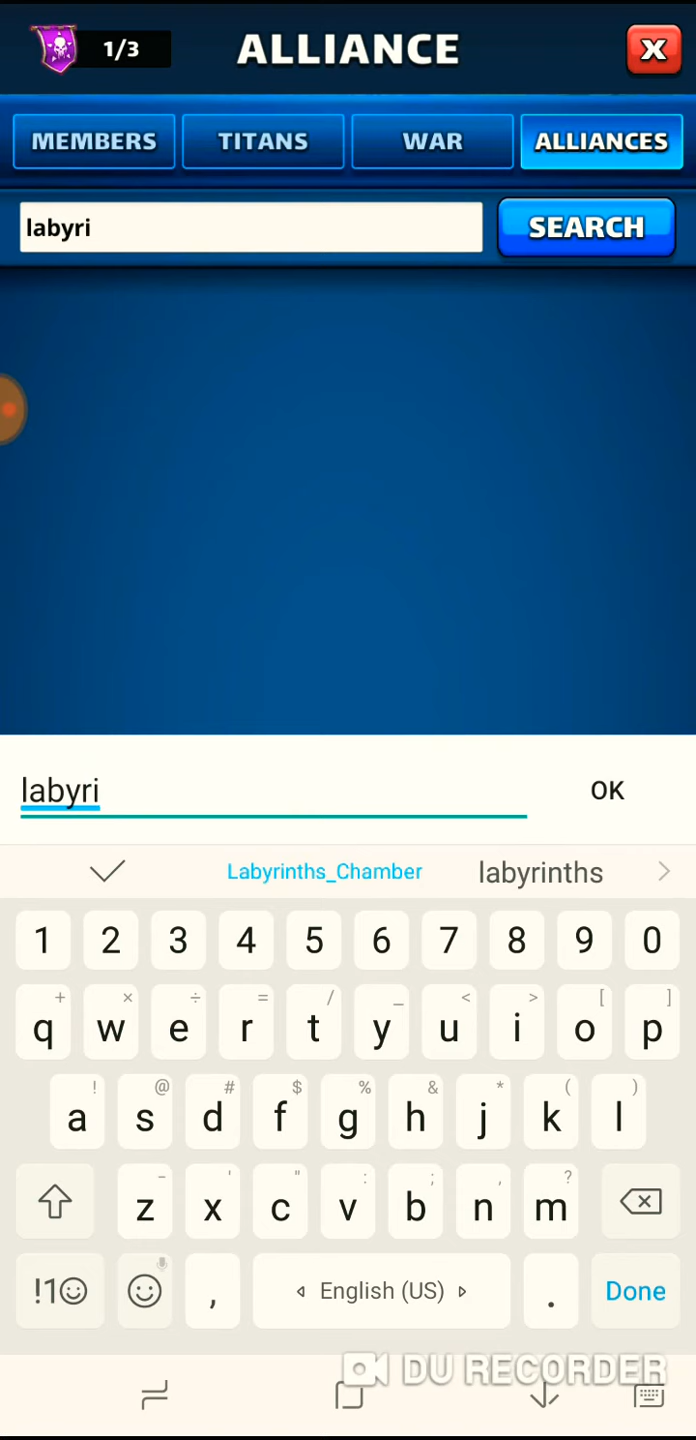 1/3 ALLIANCE X
MEMBERS TITANS WAR ALLIANCES
labyri SEARCH
labyri OK
Labyrinths_Chamber labyrinths
1 2 3 4 5 6 7 8 9 0
+ × ÷ = / _ < > [ ]
q w e r t y u i o p
! @ # $ % & * ( )
a s d f g h j k l
- ' " : ; , ?
z x c v b n m
!1☺ , English (US) . Done
DU RECORDER